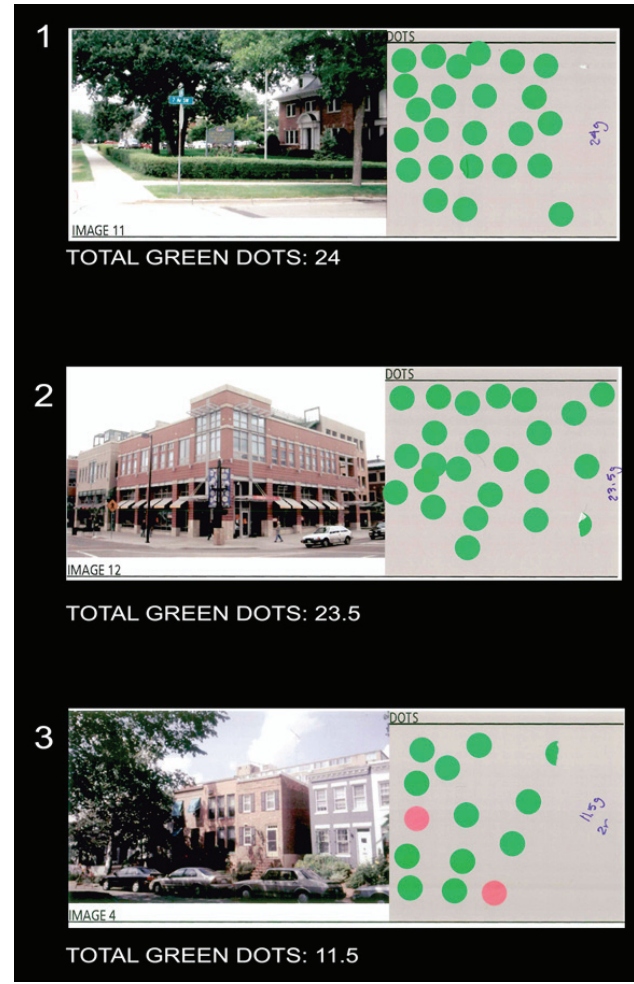 1
DOTS
24g
IMAGE 11
TOTAL GREEN DOTS: 24
2
DOTS
23.5g
IMAGE 12
TOTAL GREEN DOTS: 23.5
3
DOTS
11.5g
IMAGE 4
TOTAL GREEN DOTS: 11.5